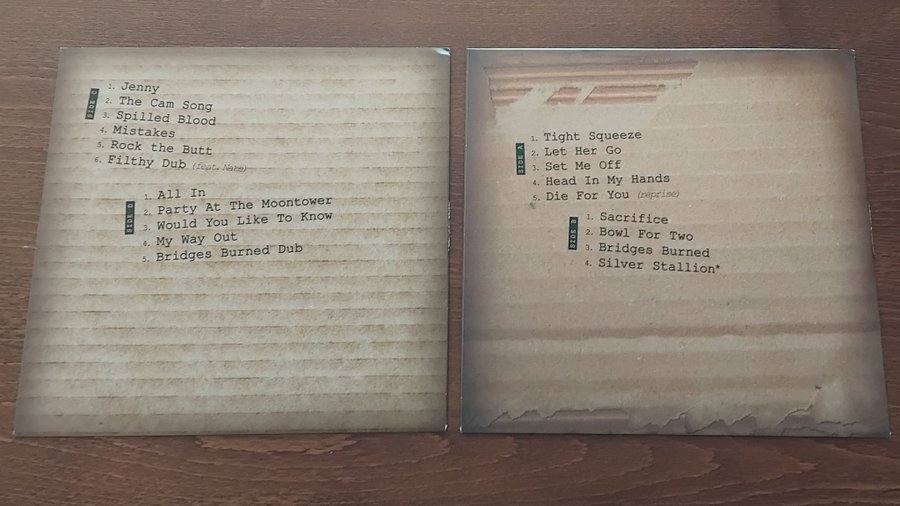 SIDE C
1. Jenny
2. The Cam Song
3. Spilled Blood
4. Mistakes
5. Rock the Butt
6. Filthy Dub (feat. Nate)
SIDE D
1. All In
2. Party At The Moontower
3. Would You Like To Know
4. My Way Out
5. Bridges Burned Dub
SIDE A
1. Tight Squeeze
2. Let Her Go
3. Set Me Off
4. Head In My Hands
5. Die For You (reprise)
SIDE B
1. Sacrifice
2. Bowl For Two
3. Bridges Burned
4. Silver Stallion*